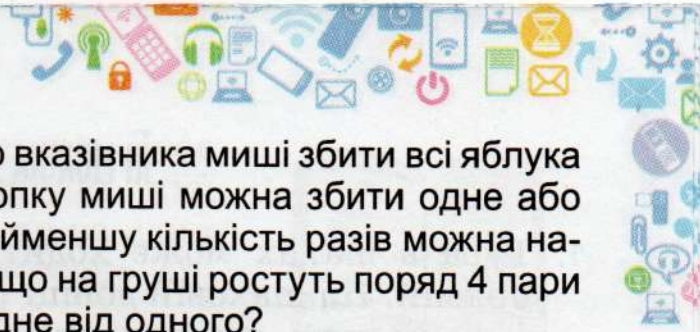 вказівника миші збити всі яблука
опку миші можна збити одне або
йменшу кількість разів можна на-
що на груші ростуть поряд 4 пари
дне від одного?